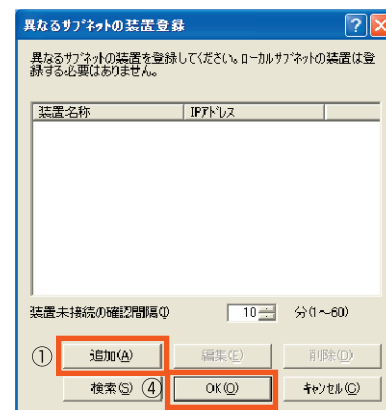 異なるサブネットの装置登録
異なるサブネットの装置を登録してください。ローカルサブネットの装置は登
録する必要はありません。
装置名称 IPアドレス
装置未接続の確認間隔(I) 10 分(1~60)
① 追加(A) 編集(E) 削除(D)
検索(S) ④ OK(O) キャンセル(C)